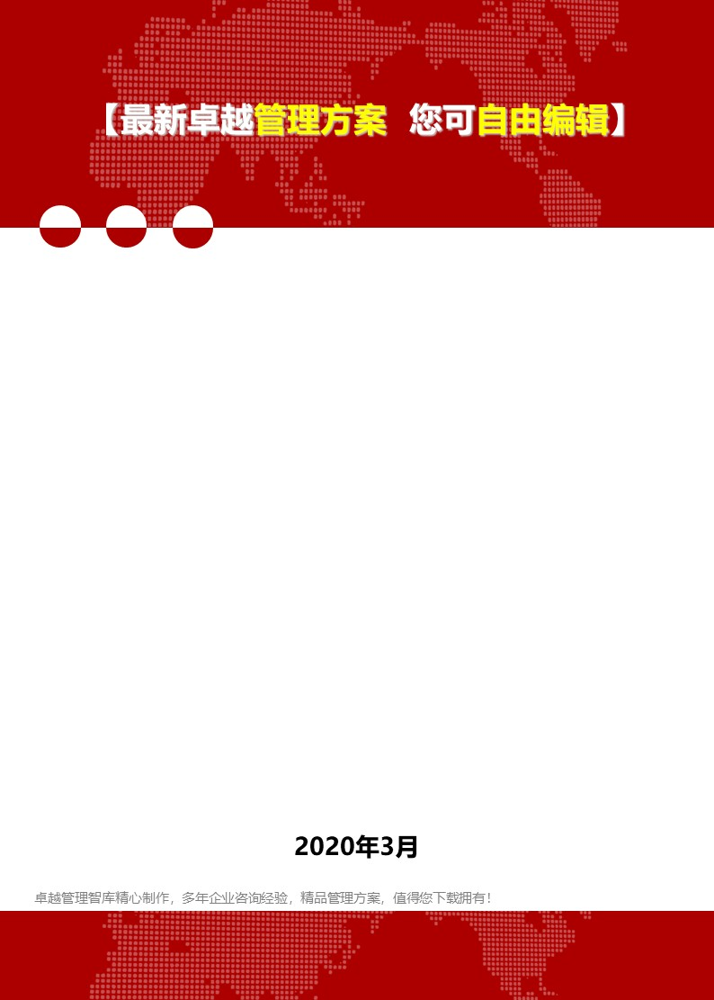 【最新卓越管理方案 您可自由编辑】
2020年3月
卓越管理智库精心制作，多年企业咨询经验，精品管理方案，值得您下载拥有！